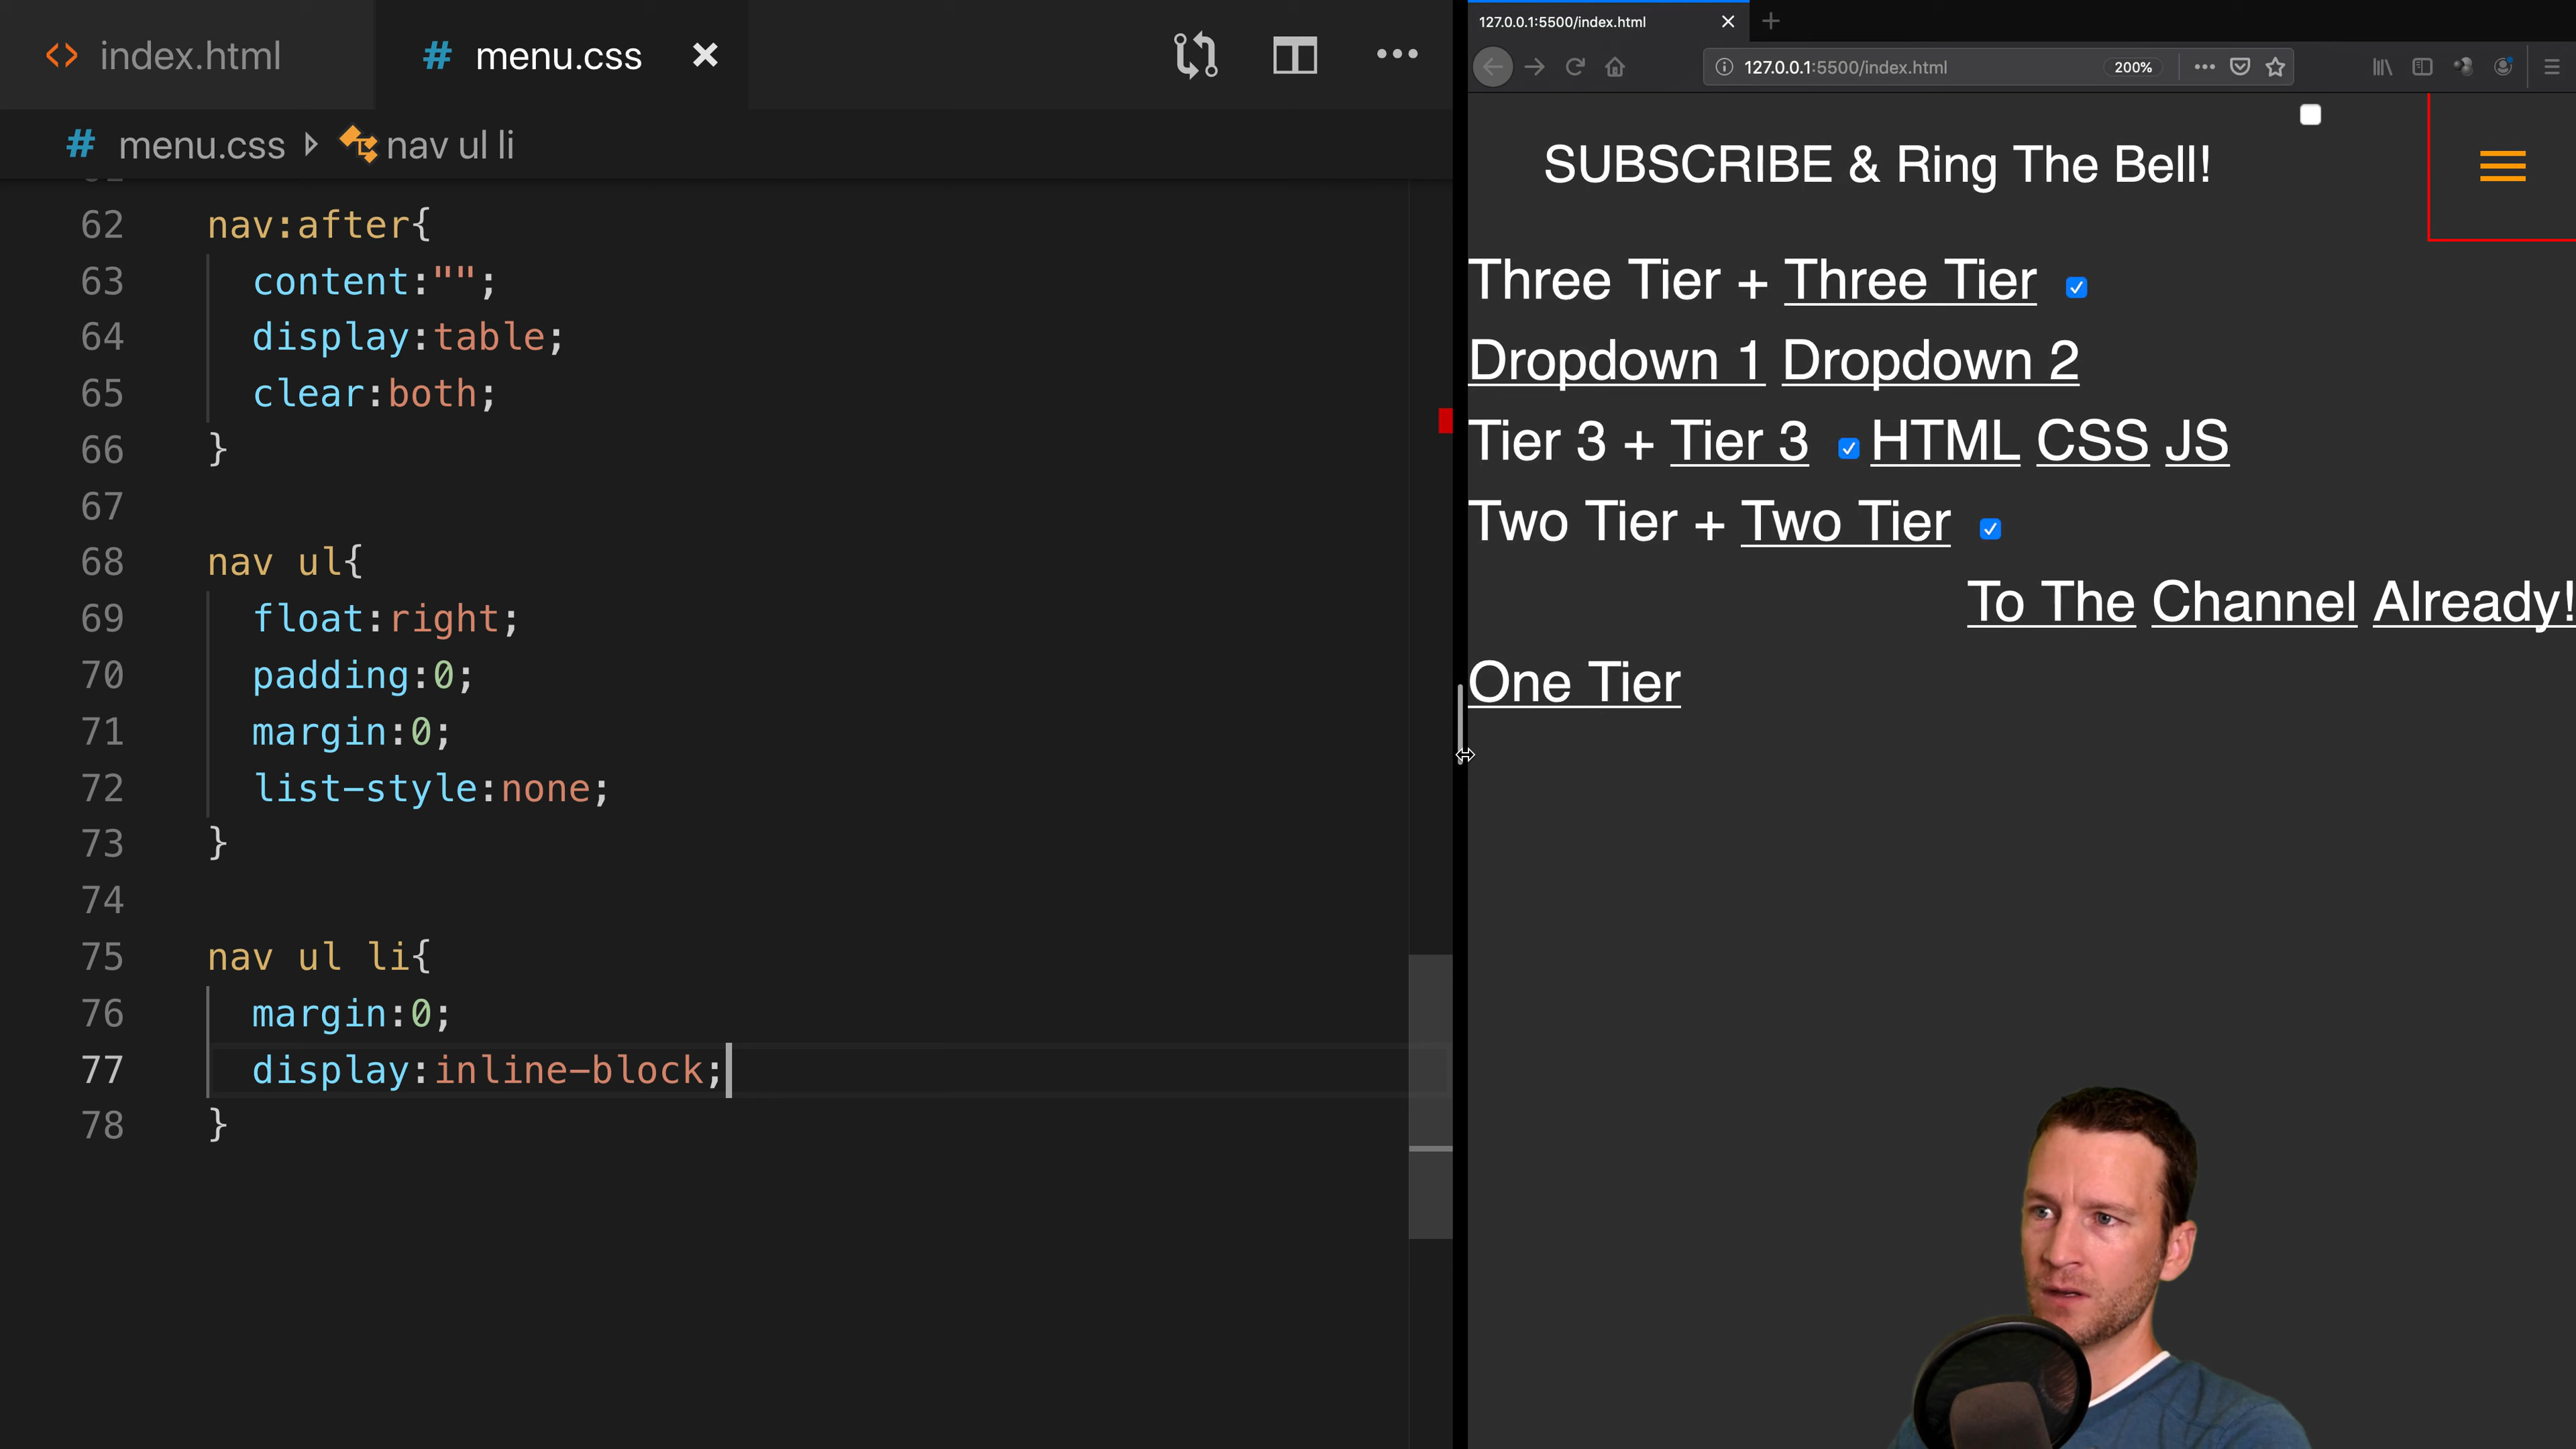 index.html
menu.css
menu.css nav ul li
62 nav:after{
63 content:"";
64 display:table;
65 clear:both;
66 }
67
68 nav ul{
69 float:right;
70 padding:0;
71 margin:0;
72 list-style:none;
73 }
74
75 nav ul li{
76 margin:0;
77 display:inline-block;
78 }
127.0.0.1:5500/index.html
127.0.0.1:5500/index.html 200%
SUBSCRIBE & Ring The Bell!
Three Tier + Three Tier
Dropdown 1 Dropdown 2
Tier 3 + Tier 3 HTML CSS JS
Two Tier + Two Tier
To The Channel Already!
One Tier